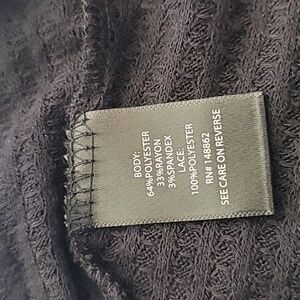 BODY:
64%POLYESTER
33%RAYON
3%SPANDEX
LACE:
100%POLYESTER
RN# 148862
SEE CARE ON REVERSE